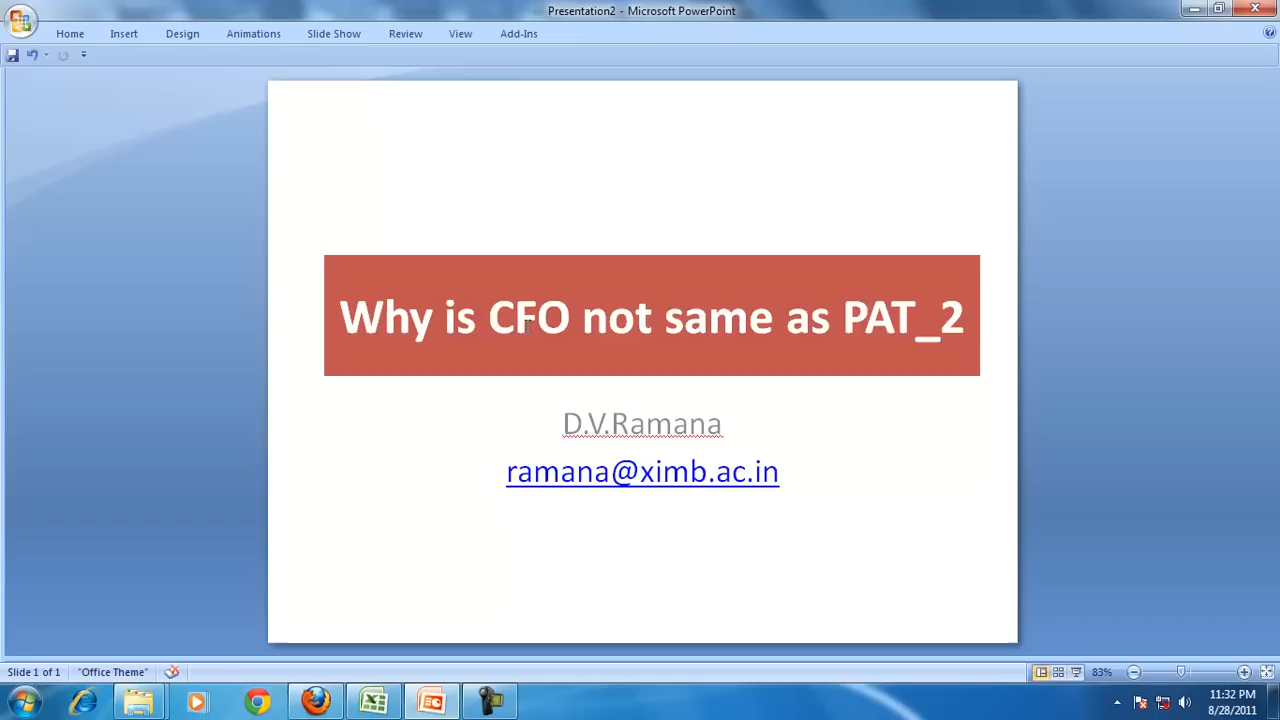 Presentation2 - Microsoft PowerPoint
Home Insert Design Animations Slide Show Review View Add-Ins
Why is CFO not same as PAT_2
D.V.Ramana
ramana@ximb.ac.in
Slide 1 of 1 "Office Theme" 83%
11:32 PM
8/28/2011